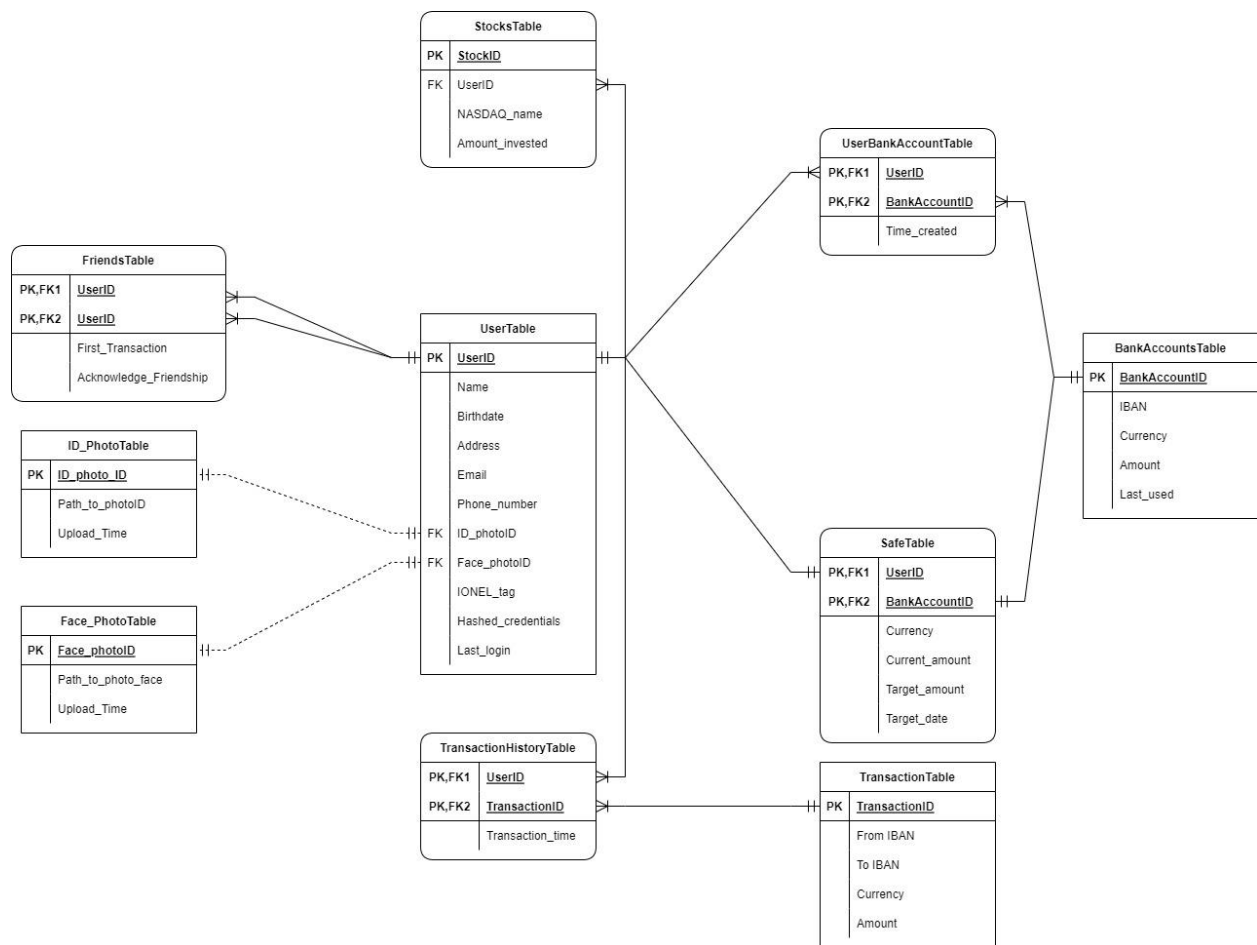 StocksTable
PK StockID
FK UserID
NASDAQ_name
Amount_invested
UserBankAccountTable
PK,FK1 UserID
PK,FK2 BankAccountID
Time_created
FriendsTable
PK,FK1 UserID
PK,FK2 UserID
First_Transaction
Acknowledge_Friendship
UserTable
PK UserID
Name
Birthdate
Address
Email
Phone_number
FK ID_photoID
FK Face_photoID
IONEL_tag
Hashed_credentials
Last_login
BankAccountsTable
PK BankAccountID
IBAN
Currency
Amount
Last_used
ID_PhotoTable
PK ID_photo_ID
Path_to_photoID
Upload_Time
SafeTable
PK,FK1 UserID
PK,FK2 BankAccountID
Currency
Current_amount
Target_amount
Target_date
Face_PhotoTable
PK Face_photoID
Path_to_photo_face
Upload_Time
TransactionHistoryTable
PK,FK1 UserID
PK,FK2 TransactionID
Transaction_time
TransactionTable
PK TransactionID
From IBAN
To IBAN
Currency
Amount